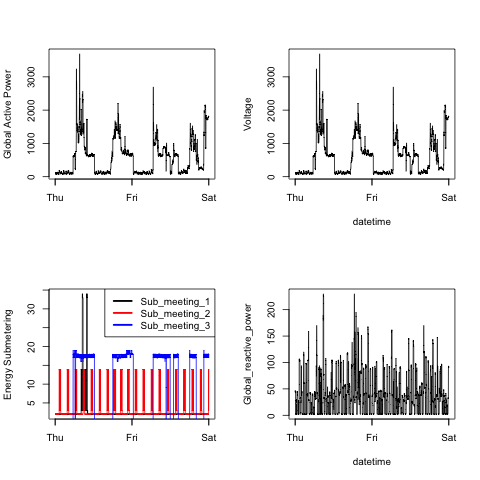 Global Active Power
0 1000 2000 3000
Thu Fri Sat
Voltage
0 1000 2000 3000
Thu Fri Sat
datetime
Energy Submetering
5 10 20 30
Sub_meeting_1
Sub_meeting_2
Sub_meeting_3
Thu Fri Sat
Global_reactive_power
0 50 100 150 200
Thu Fri Sat
datetime